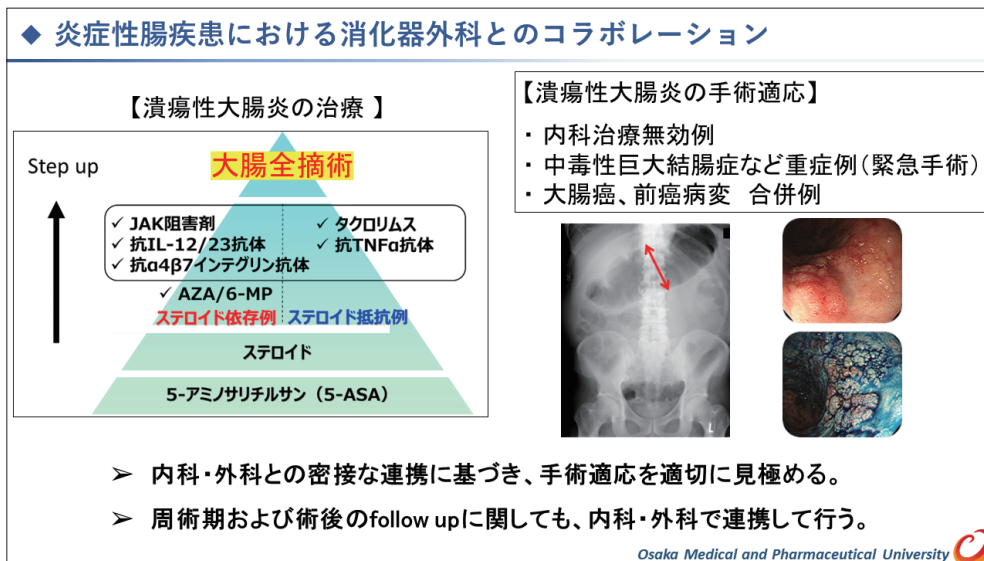 ◆ 炎症性腸疾患における消化器外科とのコラボレーション
【潰瘍性大腸炎の治療 】
Step up
大腸全摘術
✓ JAK阻害剤
✓ 抗IL-12/23抗体
✓ 抗α4β7インテグリン抗体
✓ タクロリムス
✓ 抗TNFα抗体
✓ AZA/6-MP
ステロイド依存例
ステロイド抵抗例
ステロイド
5-アミノサリチルサン（5-ASA）
【潰瘍性大腸炎の手術適応】
・ 内科治療無効例
・ 中毒性巨大結腸症など重症例（緊急手術）
・ 大腸癌、前癌病変 合併例
L
➢ 内科・外科との密接な連携に基づき、手術適応を適切に見極める。
➢ 周術期および術後のfollow upに関しても、内科・外科で連携して行う。
Osaka Medical and Pharmaceutical University